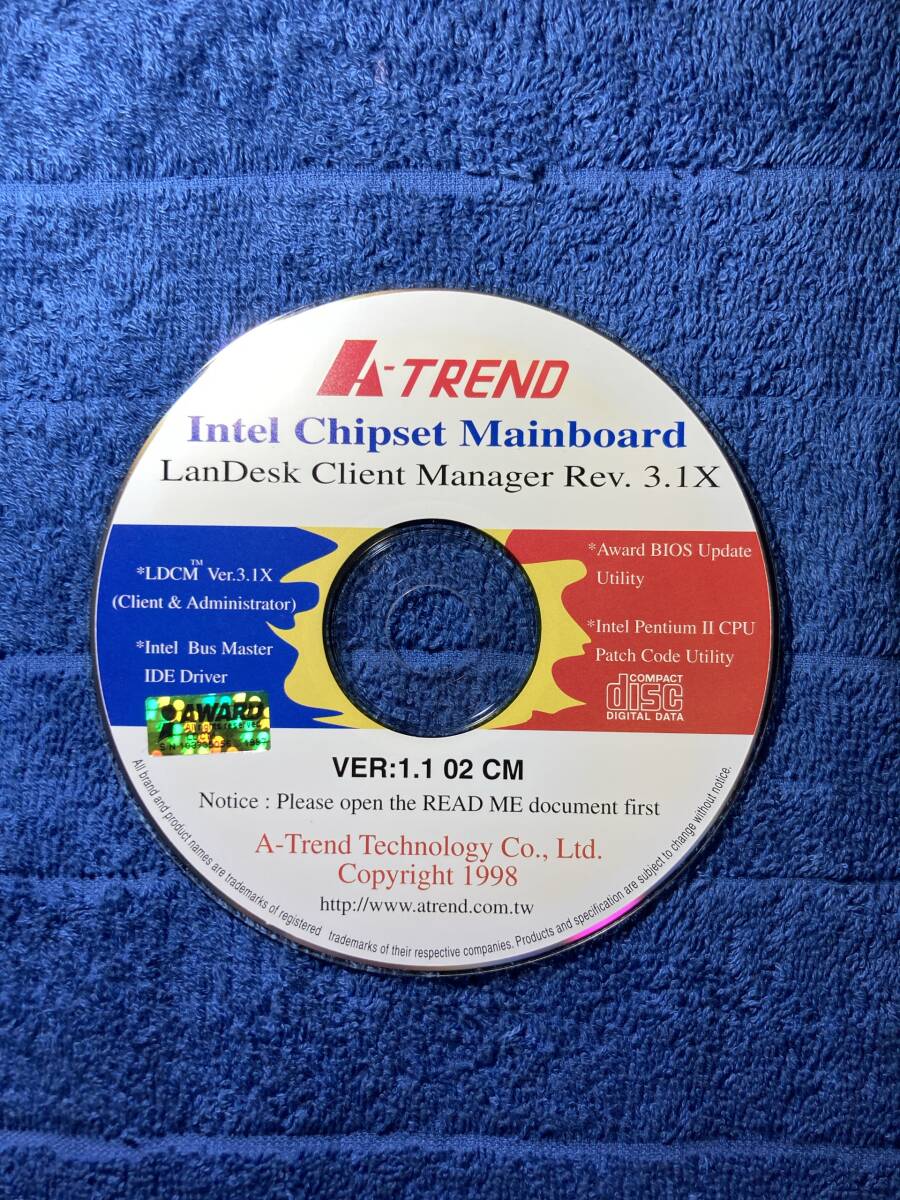 A-TREND
Intel Chipset Mainboard
LanDesk Client Manager Rev. 3.1X
*LDCM™ Ver.3.1X
(Client & Administrator)
*Intel Bus Master
IDE Driver
*Award BIOS Update
Utility
*Intel Pentium II CPU
Patch Code Utility
COMPACT
disc
DIGITAL DATA
AWARD
VER:1.1 02 CM
Notice : Please open the READ ME document first
A-Trend Technology Co., Ltd.
Copyright 1998
http://www.atrend.com.tw
All brand and product names are trademarks of registered trademarks of their respective companies. Products and specification are subject to change without notice.